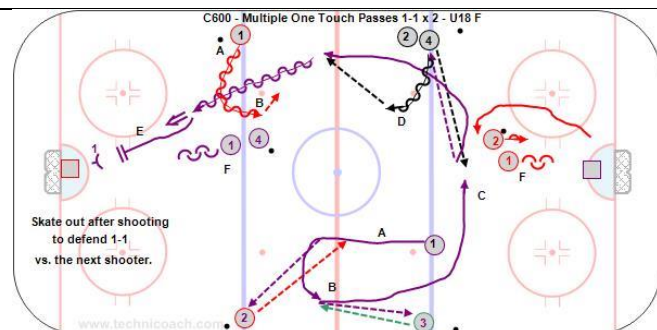 C600 - Multiple One Touch Passes 1-1 x 2 - U18 F
1
2
4
A
B
D
E
1
1
4
F
2
1
F
C
Skate out after shooting
to defend 1-1
vs. the next shooter.
A
1
B
2
3
www.technicoach.com